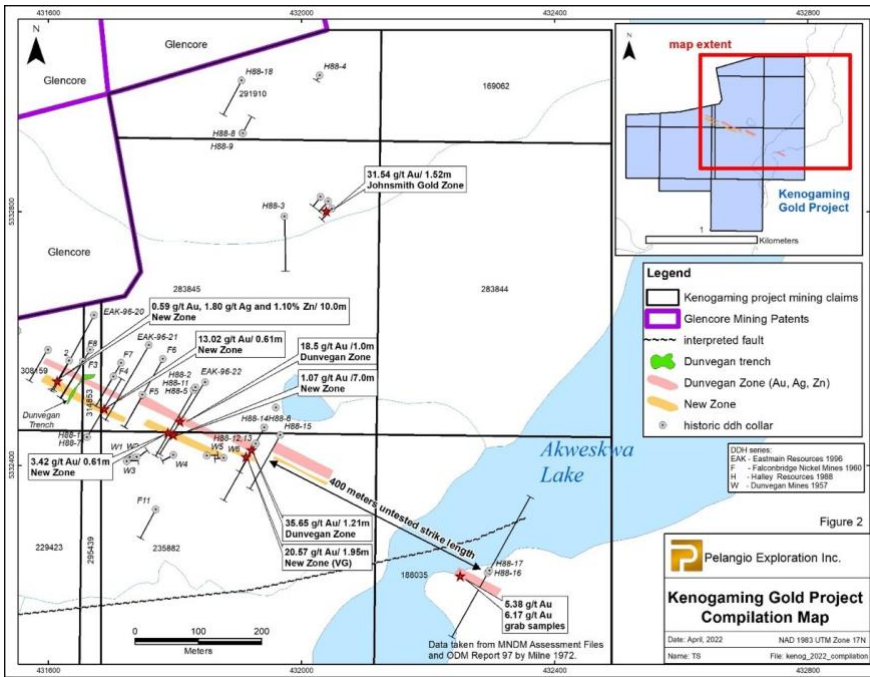 431600
432000
432400
432800
N
Glencore
Glencore
Glencore
H88-18
291910
H88-4
169062
H88-8
H88-9
31.54 g/t Au/ 1.52m
Johnsmith Gold Zone
H88-3
5332800
283845
283844
0.59 g/t Au, 1.80 g/t Ag and 1.10% Zn/ 10.0m
New Zone
EAK-96-20
13.02 g/t Au/ 0.61m
New Zone
EAK-96-21
18.5 g/t Au /1.0m
Dunvegan Zone
1.07 g/t Au /7.0m
New Zone
F8
2
F3
F7
F4
F6
F5
H88-2
H88-11
H88-5
EAK-96-22
308159
314853
Dunvegan
Trench
H88-1
H88-7
H88-14
H88-6
H88-15
H88-12,13
W1
W3
W4
W5
W6
3.42 g/t Au/ 0.61m
New Zone
F11
35.65 g/t Au/ 1.21m
Dunvegan Zone
20.57 g/t Au/ 1.95m
New Zone (VG)
400 meters untested strike length
Akweskwa
Lake
229423
295439
235882
188035
H88-17
H88-16
5.38 g/t Au
6.17 g/t Au
grab samples
0 100 200
Meters
Data taken from MNDM Assessment Files
and ODM Report 97 by Milne 1972.
N
map extent
Kenogaming
Gold Project
1
Kilometers
Legend
Kenogaming project mining claims
Glencore Mining Patents
interpreted fault
Dunvegan trench
Dunvegan Zone (Au, Ag, Zn)
New Zone
historic ddh collar
DDH series:
EAK - Eastmain Resources 1996
F - Falconbridge Nickel Mines 1960
H - Halley Resources 1988
W - Dunvegan Mines 1957
Figure 2
Pelangio Exploration Inc.
Kenogaming Gold Project
Compilation Map
Date: April, 2022 NAD 1983 UTM Zone 17N
Name: TS File: kenog_2022_compilation
431600
432000
432400
432800